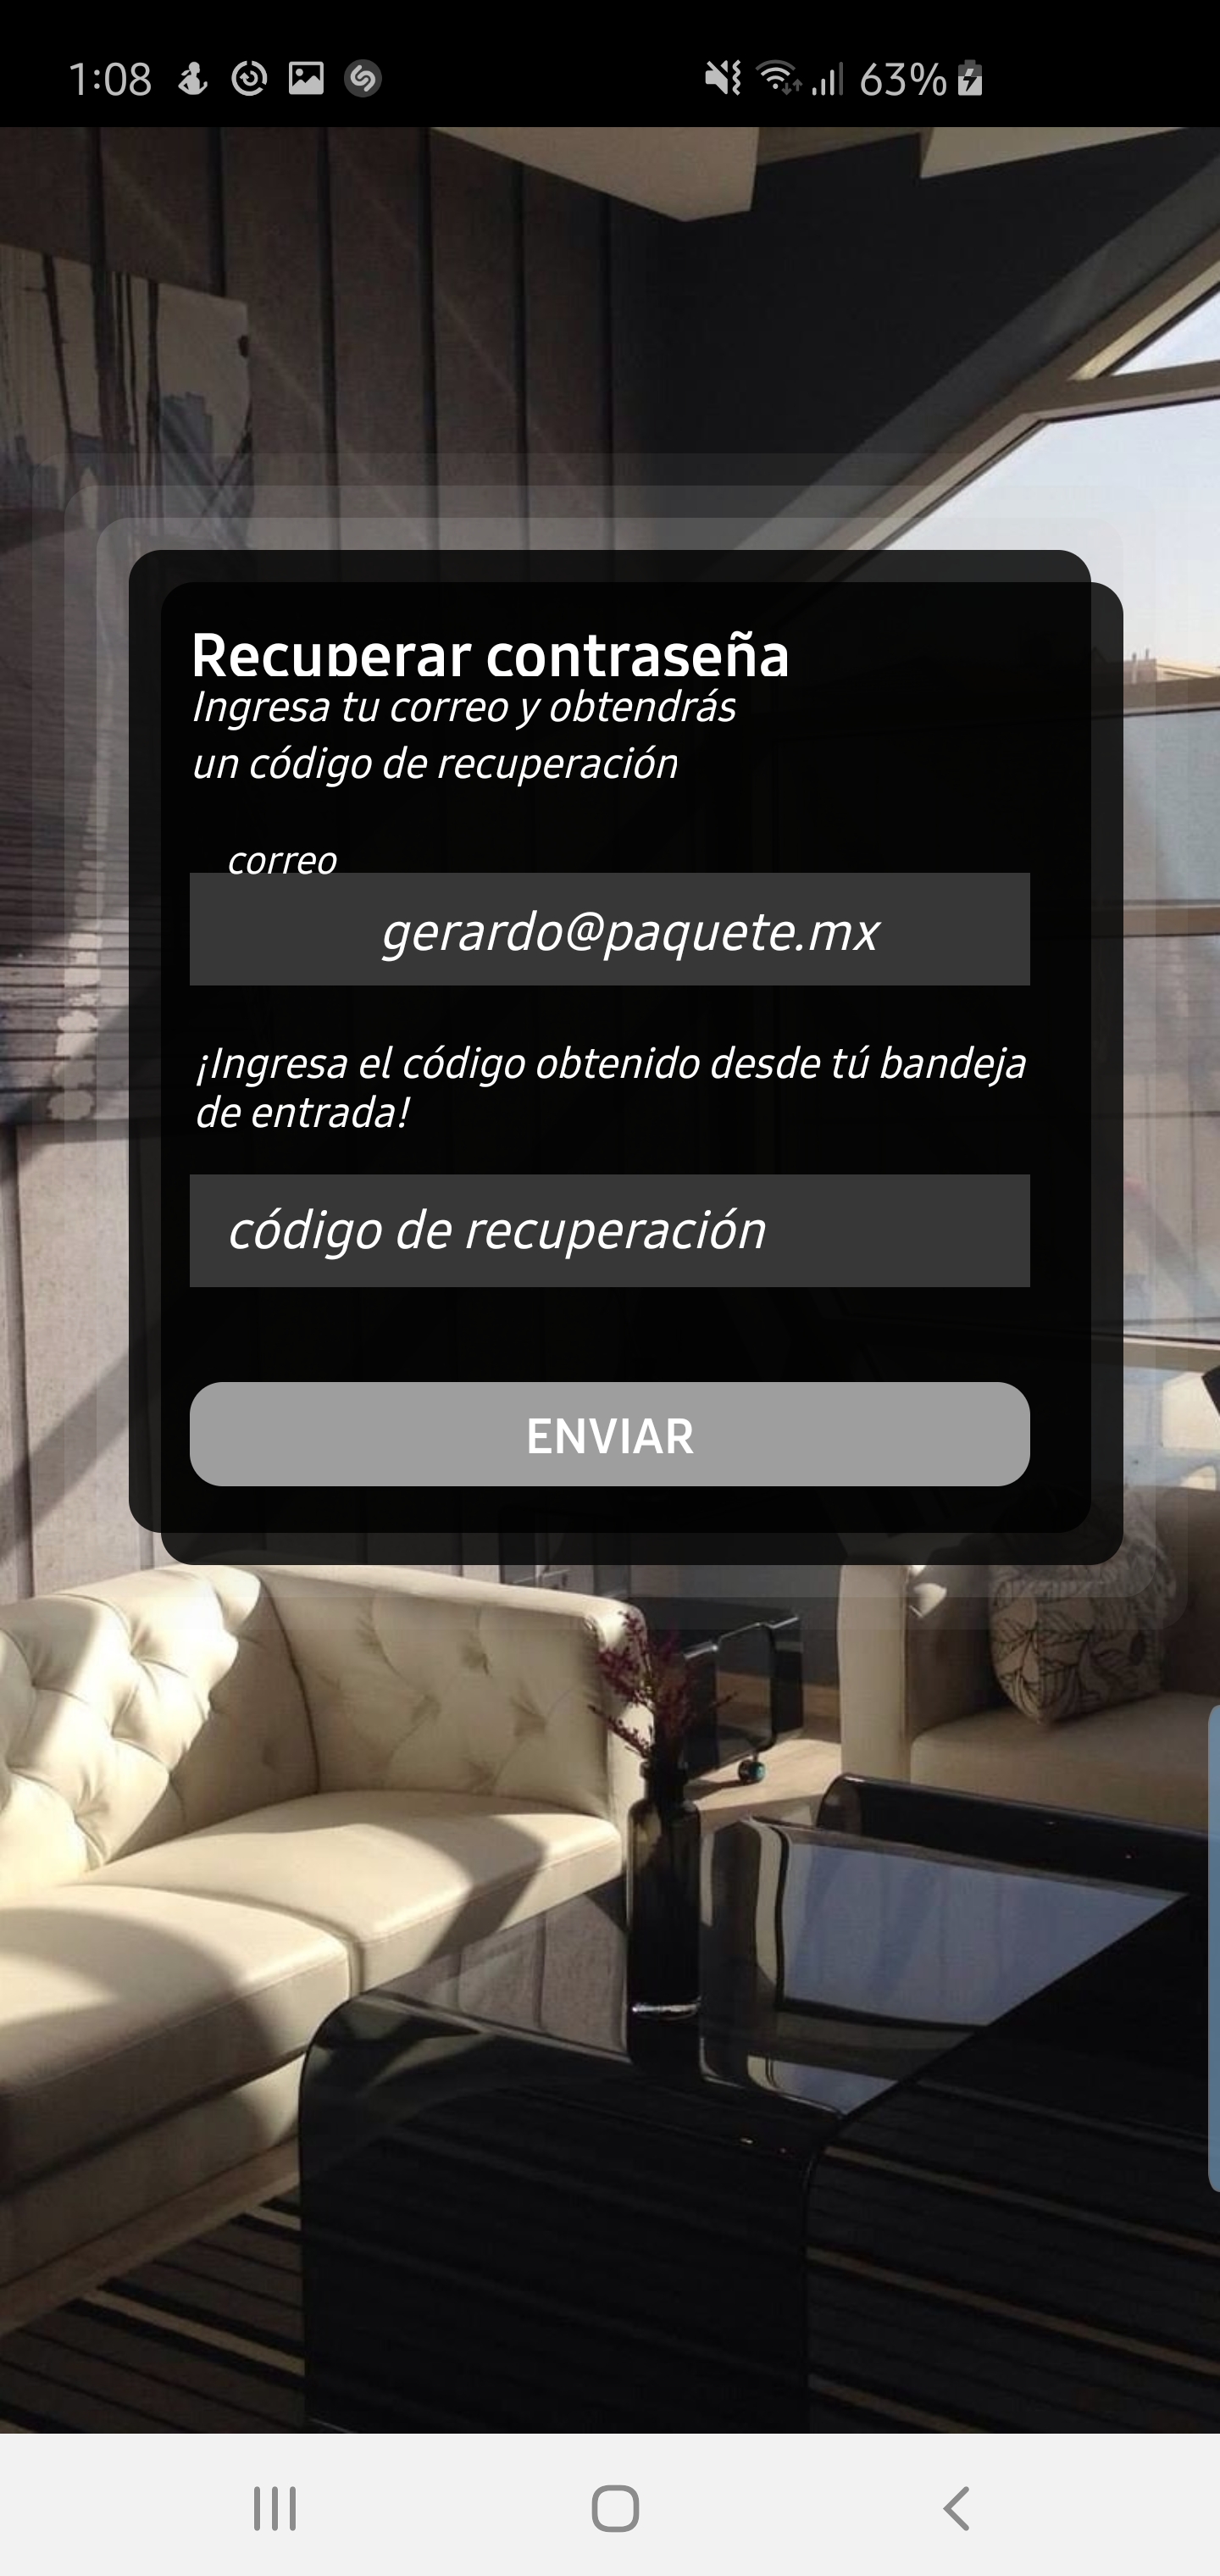 1:08
63%
Recuperar contraseña
Ingresa tu correo y obtendrás
un código de recuperación
correo
gerardo@paquete.mx
¡Ingresa el código obtenido desde tú bandeja
de entrada!
código de recuperación
ENVIAR